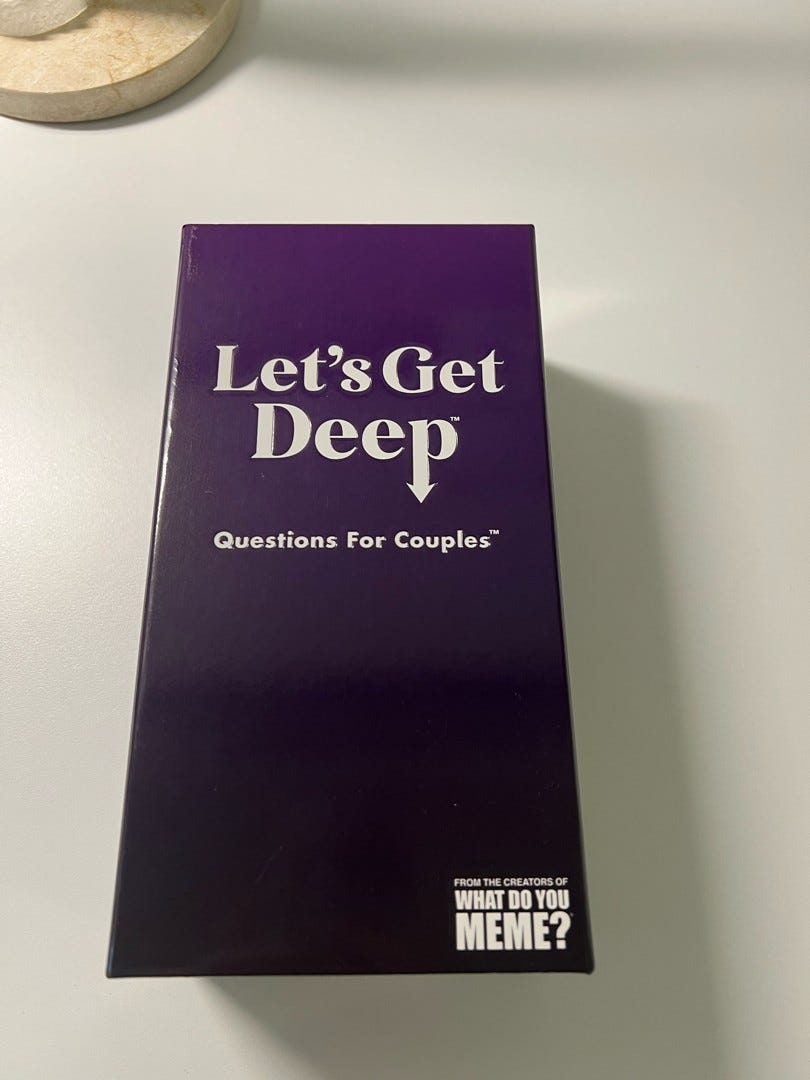 Let's Get
Deep™
Questions For Couples™
FROM THE CREATORS OF
WHAT DO YOU
MEME?